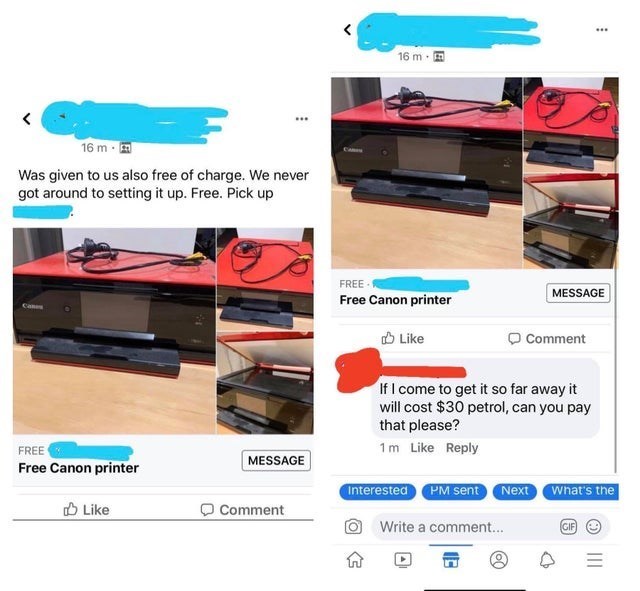 16 m ·
Was given to us also free of charge. We never
got around to setting it up. Free. Pick up
Canon
FREE ·
Free Canon printer
MESSAGE
Like
Comment
16 m ·
Canon
FREE ·
Free Canon printer
MESSAGE
Like
Comment
If I come to get it so far away it
will cost $30 petrol, can you pay
that please?
1 m Like Reply
Interested
PM sent
Next
What's the
Write a comment...
GIF